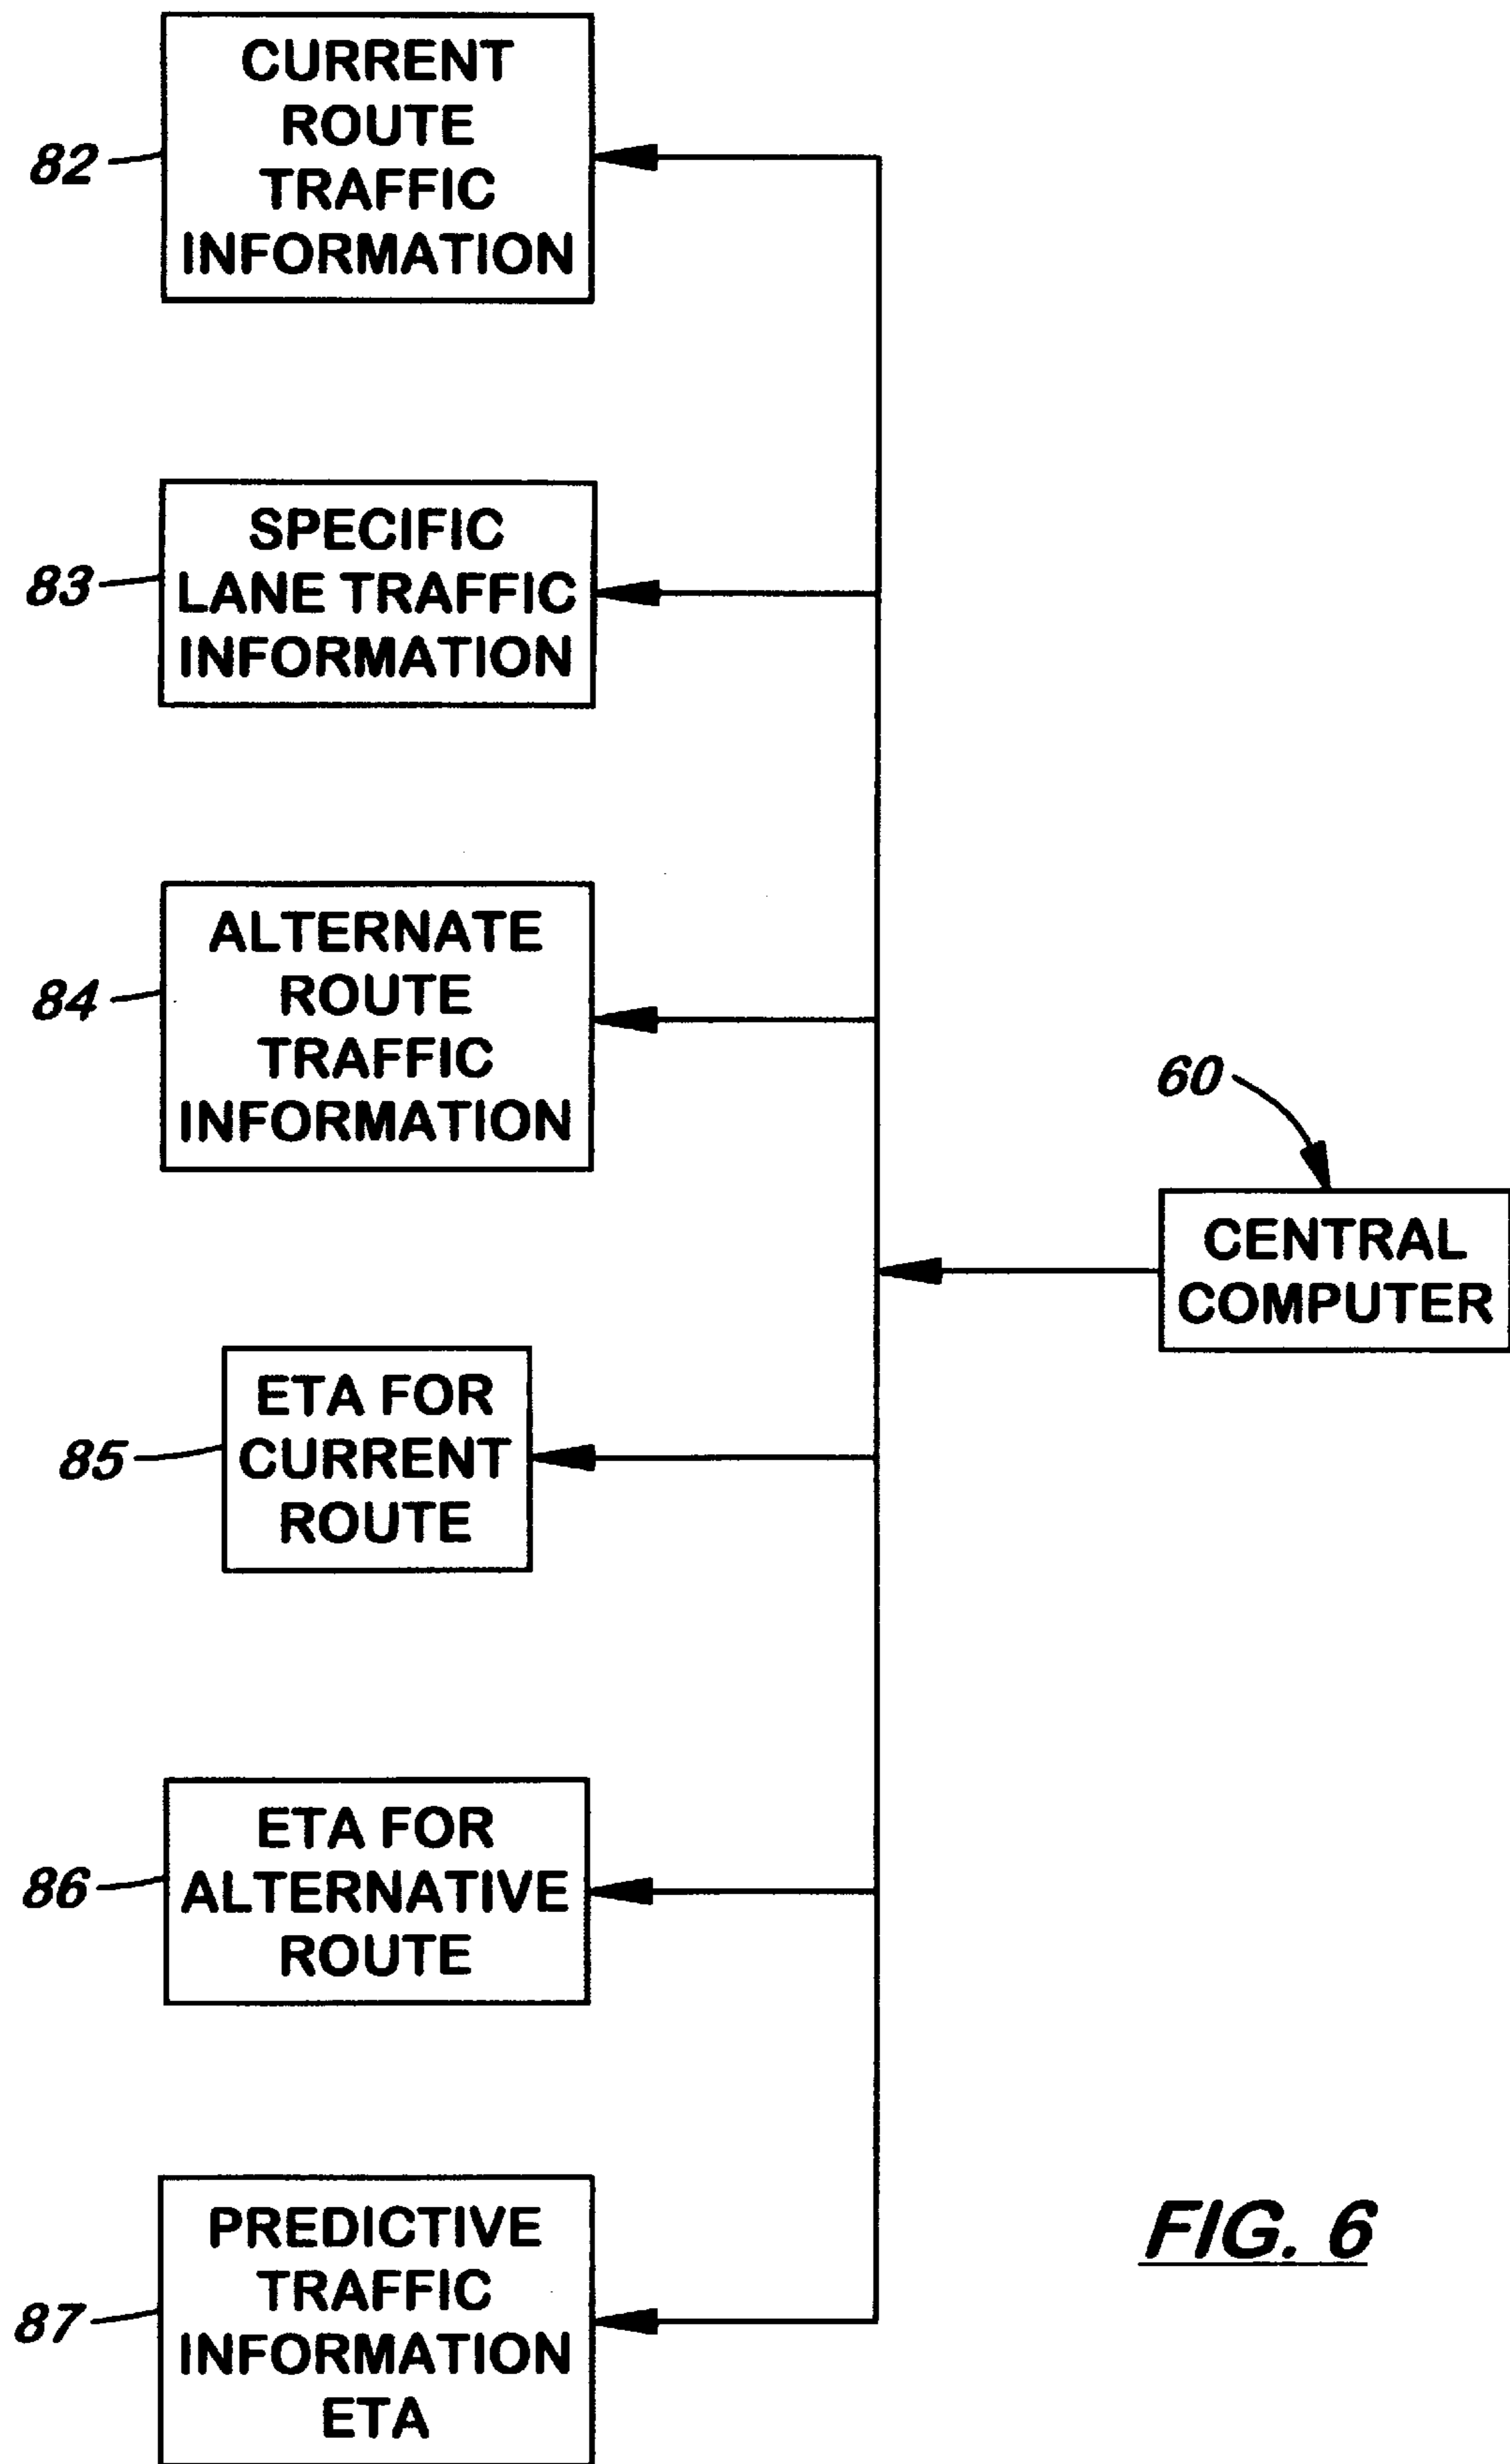 CURRENT
ROUTE
TRAFFIC
INFORMATION
82
SPECIFIC
LANE TRAFFIC
INFORMATION
83
ALTERNATE
ROUTE
TRAFFIC
INFORMATION
84
60
CENTRAL
COMPUTER
ETA FOR
CURRENT
ROUTE
85
ETA FOR
ALTERNATIVE
ROUTE
86
PREDICTIVE
TRAFFIC
INFORMATION
ETA
87
FIG. 6